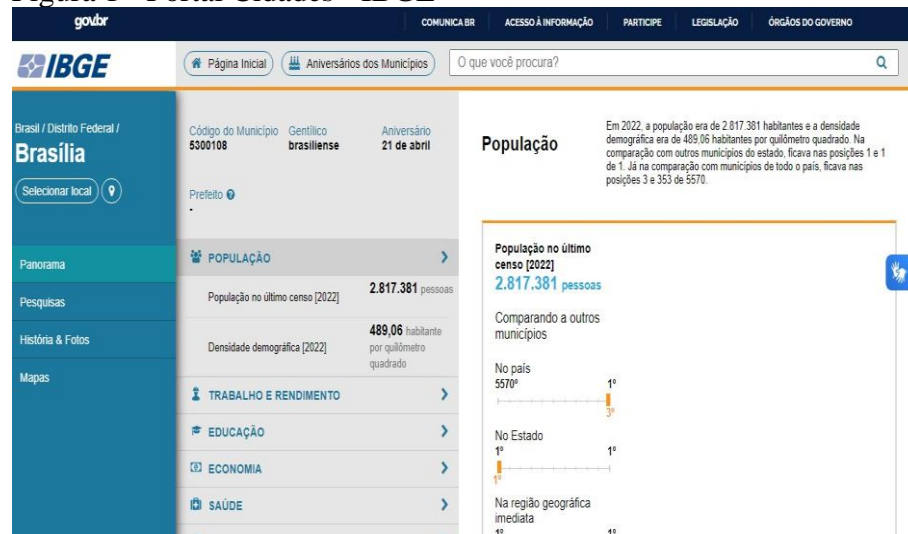 Figura 1 - Portal Cidades - IBGE
govbr
COMUNICA BR
ACESSO À INFORMAÇÃO
PARTICIPE
LEGISLAÇÃO
ÓRGÃOS DO GOVERNO
IBGE
Página Inicial
Aniversários dos Municípios
O que você procura?
Brasil / Distrito Federal /
Brasília
Selecionar local
Panorama
Pesquisas
História & Fotos
Mapas
Código do Município
5300108
Gentílico
brasiliense
Aniversário
21 de abril
Prefeito
-
POPULAÇÃO
População no último censo [2022]
2.817.381 pessoas
Densidade demográfica [2022]
489,06 habitante
por quilômetro
quadrado
TRABALHO E RENDIMENTO
EDUCAÇÃO
ECONOMIA
SAÚDE
População
Em 2022, a população era de 2.817.381 habitantes e a densidade
demográfica era de 489,06 habitantes por quilômetro quadrado. Na
comparação com outros municípios do estado, ficava nas posições 1 e 1
de 1. Já na comparação com municípios de todo o país, ficava nas
posições 3 e 353 de 5570.
População no último
censo [2022]
2.817.381 pessoas
Comparando a outros
municípios
No país
5570º 1º
3º
No Estado
1º 1º
1º
Na região geográfica
imediata
1º 1º